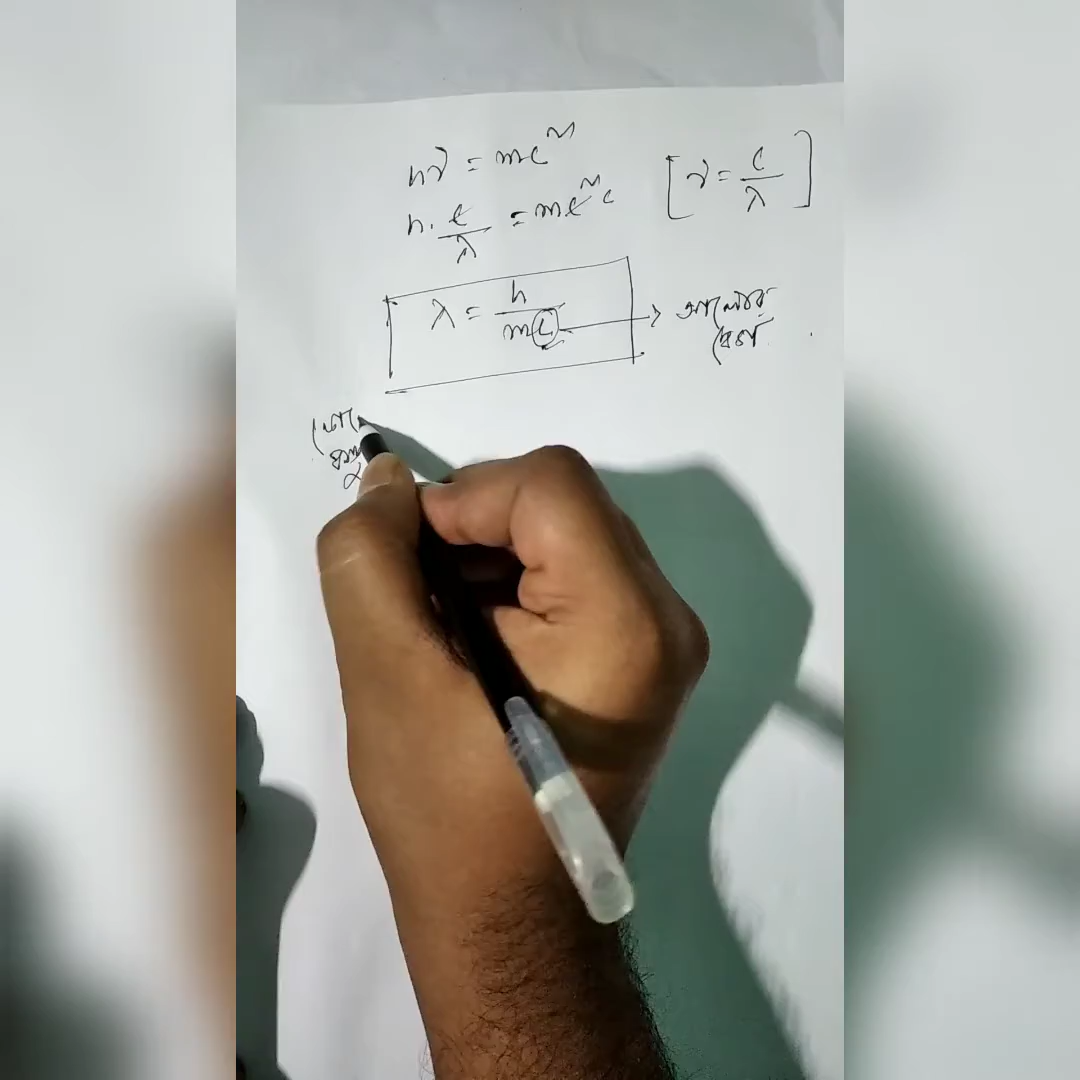 hν = mc²
[ν = c/λ]
h. c/λ = mc² c
λ = h/mc → আলোর
বেগ